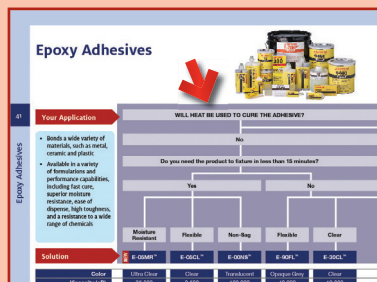 Epoxy Adhesives
41
Epoxy Adhesives
Your Application
WILL HEAT BE USED TO CURE THE ADHESIVE?
• Bonds a wide variety of
materials, such as metal,
ceramic and plastic
• Available in a variety
of formulations and
performance capabilities,
including fast cure,
superior moisture
resistance, ease of
dispense, high toughness,
and a resistance to a wide
range of chemicals
No
Do you need the product to fixture in less than 15 minutes?
Yes
No
Moisture
Resistant
Flexible
Non-Sag
Flexible
Clear
Solution
E-05MR™
E-05CL™
E-00NS™
E-90FL™
E-30CL™
Color
Ultra Clear
Clear
Translucent
Opaque Grey
Clear